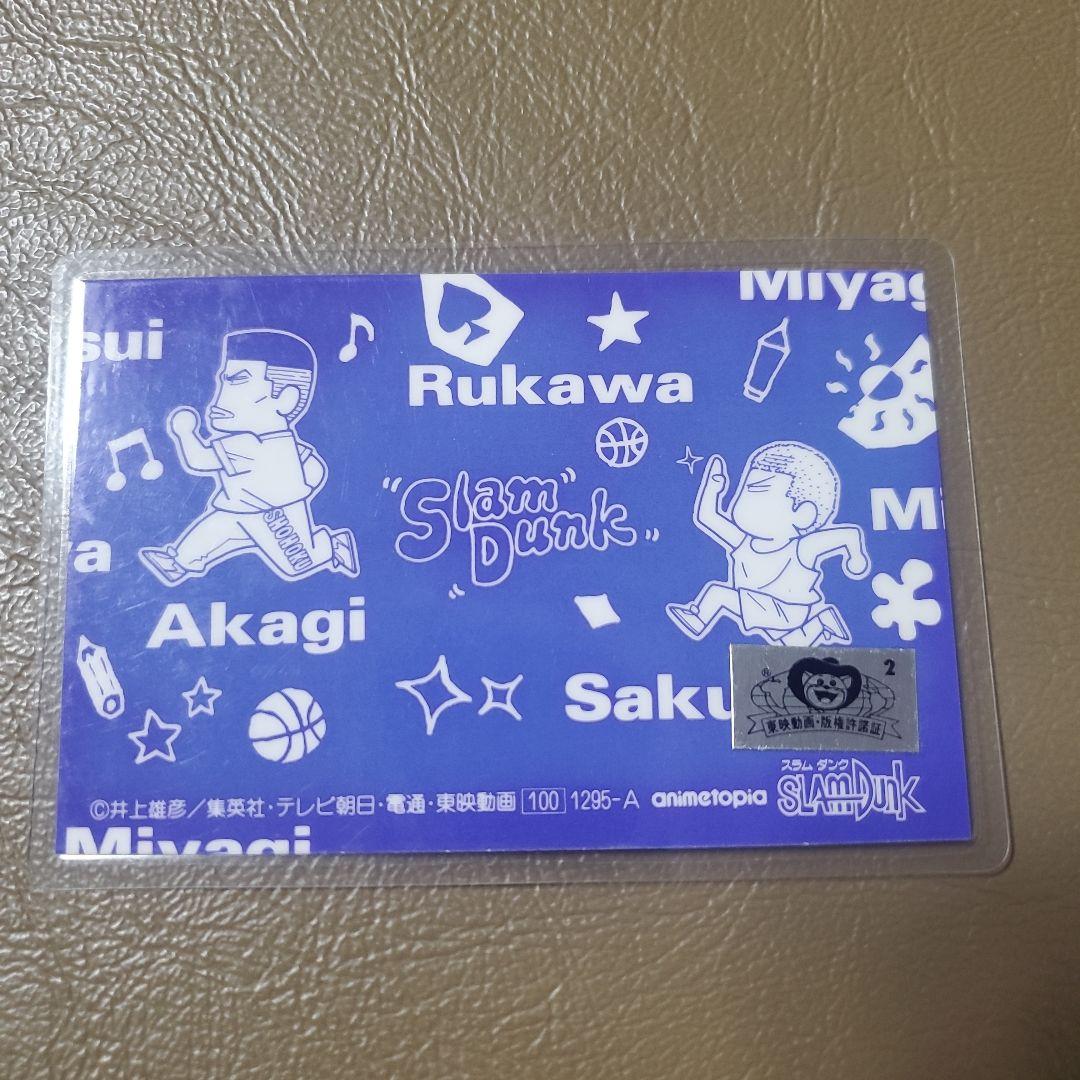 Miyag
sui
Rukawa
"Slam"
Dunk
Mi
SHOHOKU
a
Akagi
Saku
® 2
東映動画・版権許諾証
スラム ダンク
SLAM DUNK
©井上雄彦/集英社・テレビ朝日・電通・東映動画 100 1295-A animetopia
Miyagi